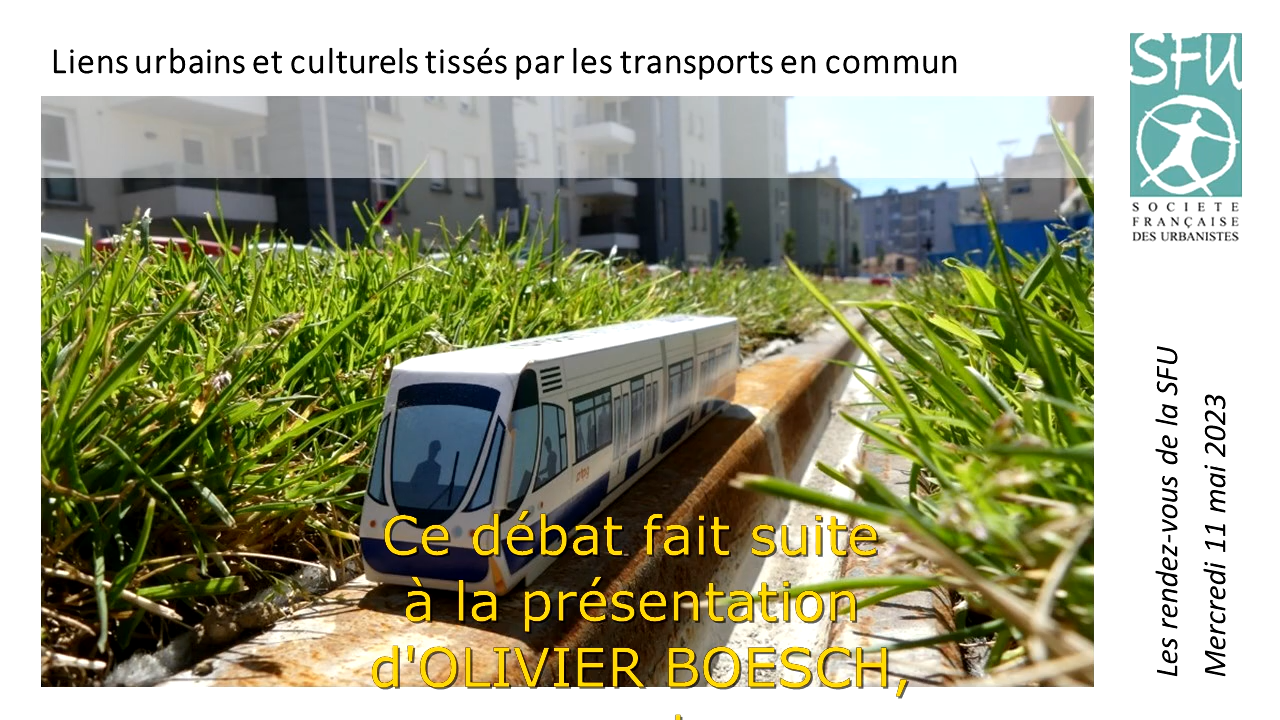 Liens urbains et culturels tissés par les transports en commun
SFU
SOCIETE
FRANÇAISE
DES URBANISTES
Les rendez-vous de la SFU
Mercredi 11 mai 2023
Ce débat fait suite
à la présentation
d'OLIVIER BOESCH,